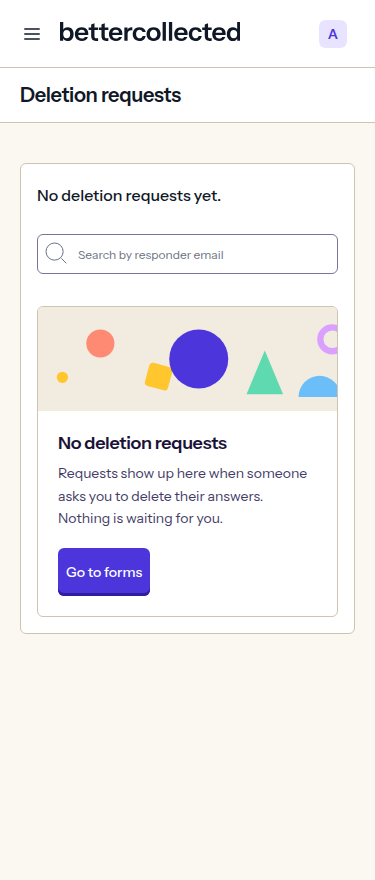 bettercollected
A
Deletion requests
No deletion requests yet.
Search by responder email
No deletion requests
Requests show up here when someone
asks you to delete their answers.
Nothing is waiting for you.
Go to forms